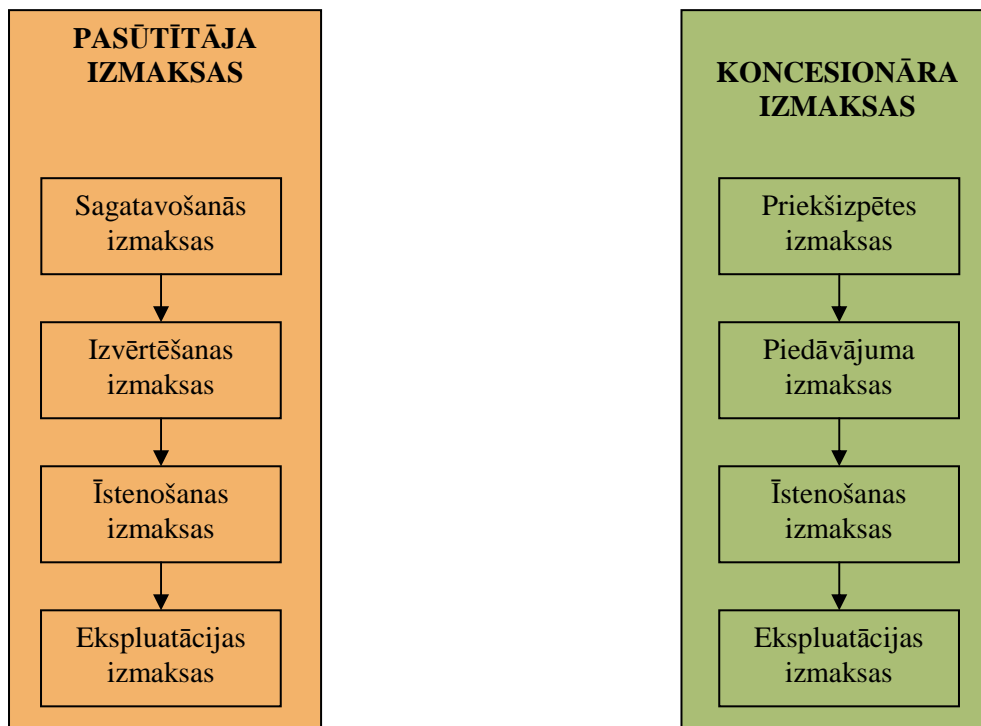 PASŪTĪTĀJA
IZMAKSAS
Sagatavošanās
izmaksas
Izvērtēšanas
izmaksas
Īstenošanas
izmaksas
Ekspluatācijas
izmaksas
KONCESIONĀRA
IZMAKSAS
Priekšizpētes
izmaksas
Piedāvājuma
izmaksas
Īstenošanas
izmaksas
Ekspluatācijas
izmaksas